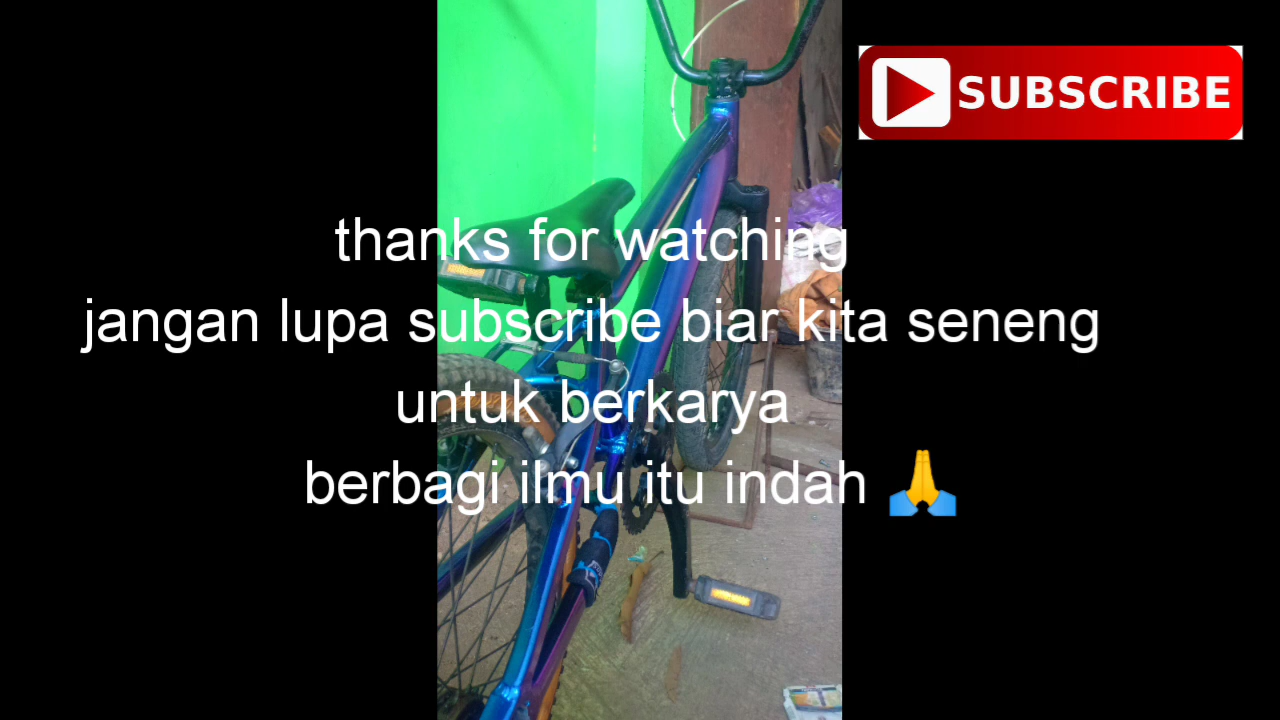 SUBSCRIBE
thanks for watching
jangan lupa subscribe biar kita seneng
untuk berkarya
berbagi ilmu itu indah 🙏